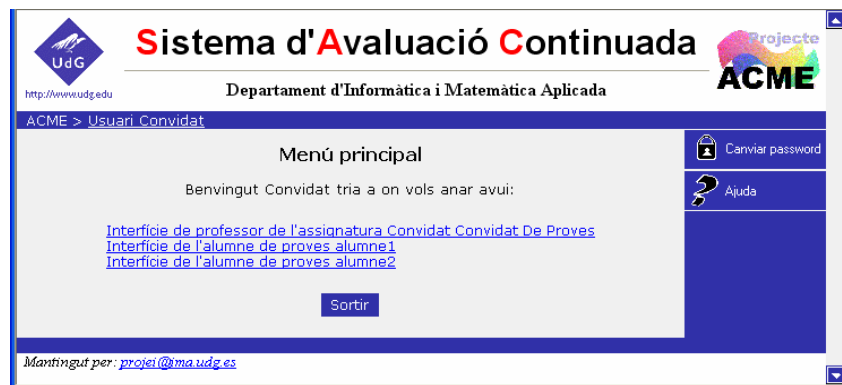 UdG
http://www.udg.edu
Sistema d'Avaluació Continuada
Departament d'Informàtica i Matemàtica Aplicada
Projecte
ACME
ACME > Usuari Convidat
Menú principal
Benvingut Convidat tria a on vols anar avui:
Interfície de professor de l'assignatura Convidat Convidat De Proves
Interfície de l'alumne de proves alumne1
Interfície de l'alumne de proves alumne2
Sortir
Canviar password
Ajuda
Mantingut per: projei@ima.udg.es